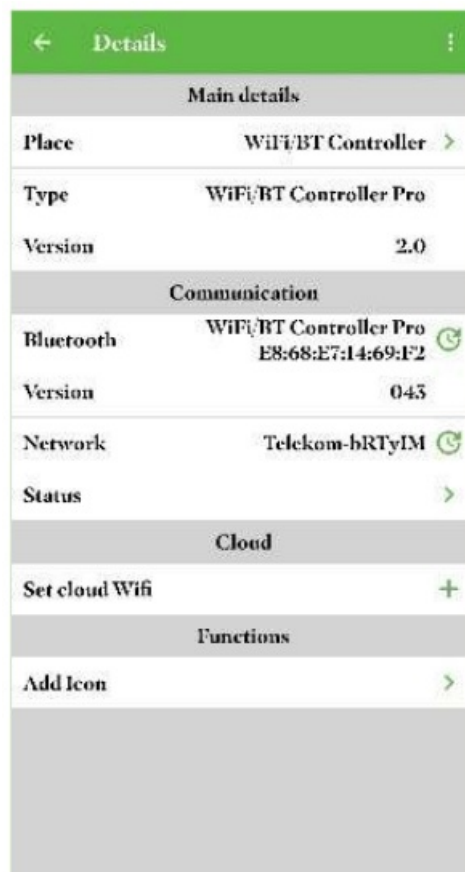 Details
Main details
Place WiFi/BT Controller
Type WiFi/BT Controller Pro
Version 2.0
Communication
Bluetooth WiFi/BT Controller Pro
E8:68:E7:14:69:F2
Version 043
Network Telekom-bRTyIM
Status
Cloud
Set cloud Wifi
Functions
Add Icon